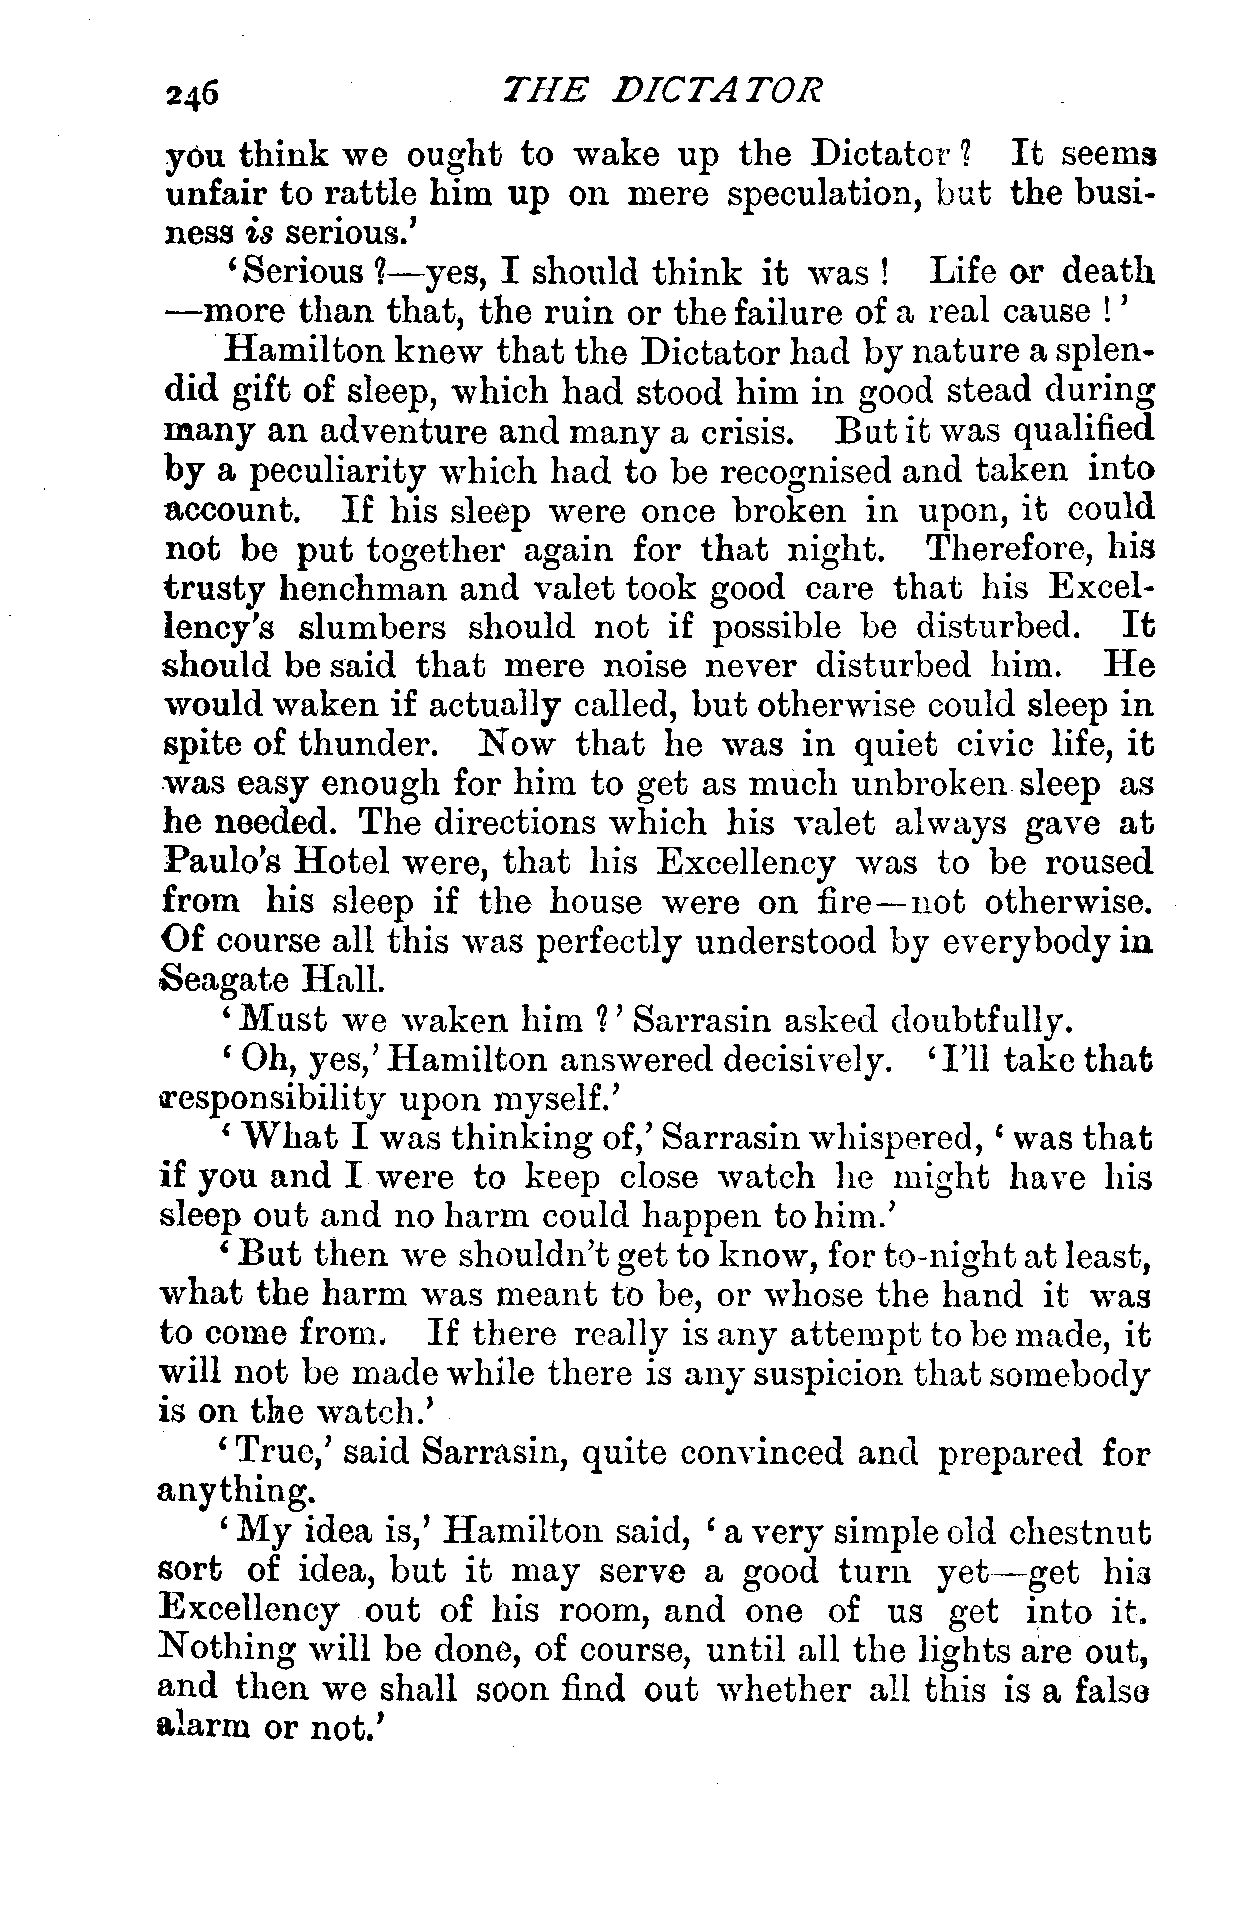 246 THE DICTATOR
you think we ought to wake up the Dictator? It seems
unfair to rattle him up on mere speculation, but the busi-
ness is serious.'
'Serious?—yes, I should think it was! Life or death
—more than that, the ruin or the failure of a real cause!'
Hamilton knew that the Dictator had by nature a splen-
did gift of sleep, which had stood him in good stead during
many an adventure and many a crisis. But it was qualified
by a peculiarity which had to be recognised and taken into
account. If his sleep were once broken in upon, it could
not be put together again for that night. Therefore, his
trusty henchman and valet took good care that his Excel-
lency's slumbers should not if possible be disturbed. It
should be said that mere noise never disturbed him. He
would waken if actually called, but otherwise could sleep in
spite of thunder. Now that he was in quiet civic life, it
was easy enough for him to get as much unbroken sleep as
he needed. The directions which his valet always gave at
Paulo's Hotel were, that his Excellency was to be roused
from his sleep if the house were on fire—not otherwise.
Of course all this was perfectly understood by everybody in
Seagate Hall.
'Must we waken him?' Sarrasin asked doubtfully.
'Oh, yes,' Hamilton answered decisively. 'I'll take that
responsibility upon myself.'
'What I was thinking of,' Sarrasin whispered, 'was that
if you and I were to keep close watch he might have his
sleep out and no harm could happen to him.'
'But then we shouldn't get to know, for to-night at least,
what the harm was meant to be, or whose the hand it was
to come from. If there really is any attempt to be made, it
will not be made while there is any suspicion that somebody
is on the watch.'
'True,' said Sarrasin, quite convinced and prepared for
anything.
'My idea is,' Hamilton said, 'a very simple old chestnut
sort of idea, but it may serve a good turn yet—get his
Excellency out of his room, and one of us get into it.
Nothing will be done, of course, until all the lights are out,
and then we shall soon find out whether all this is a false
alarm or not.'